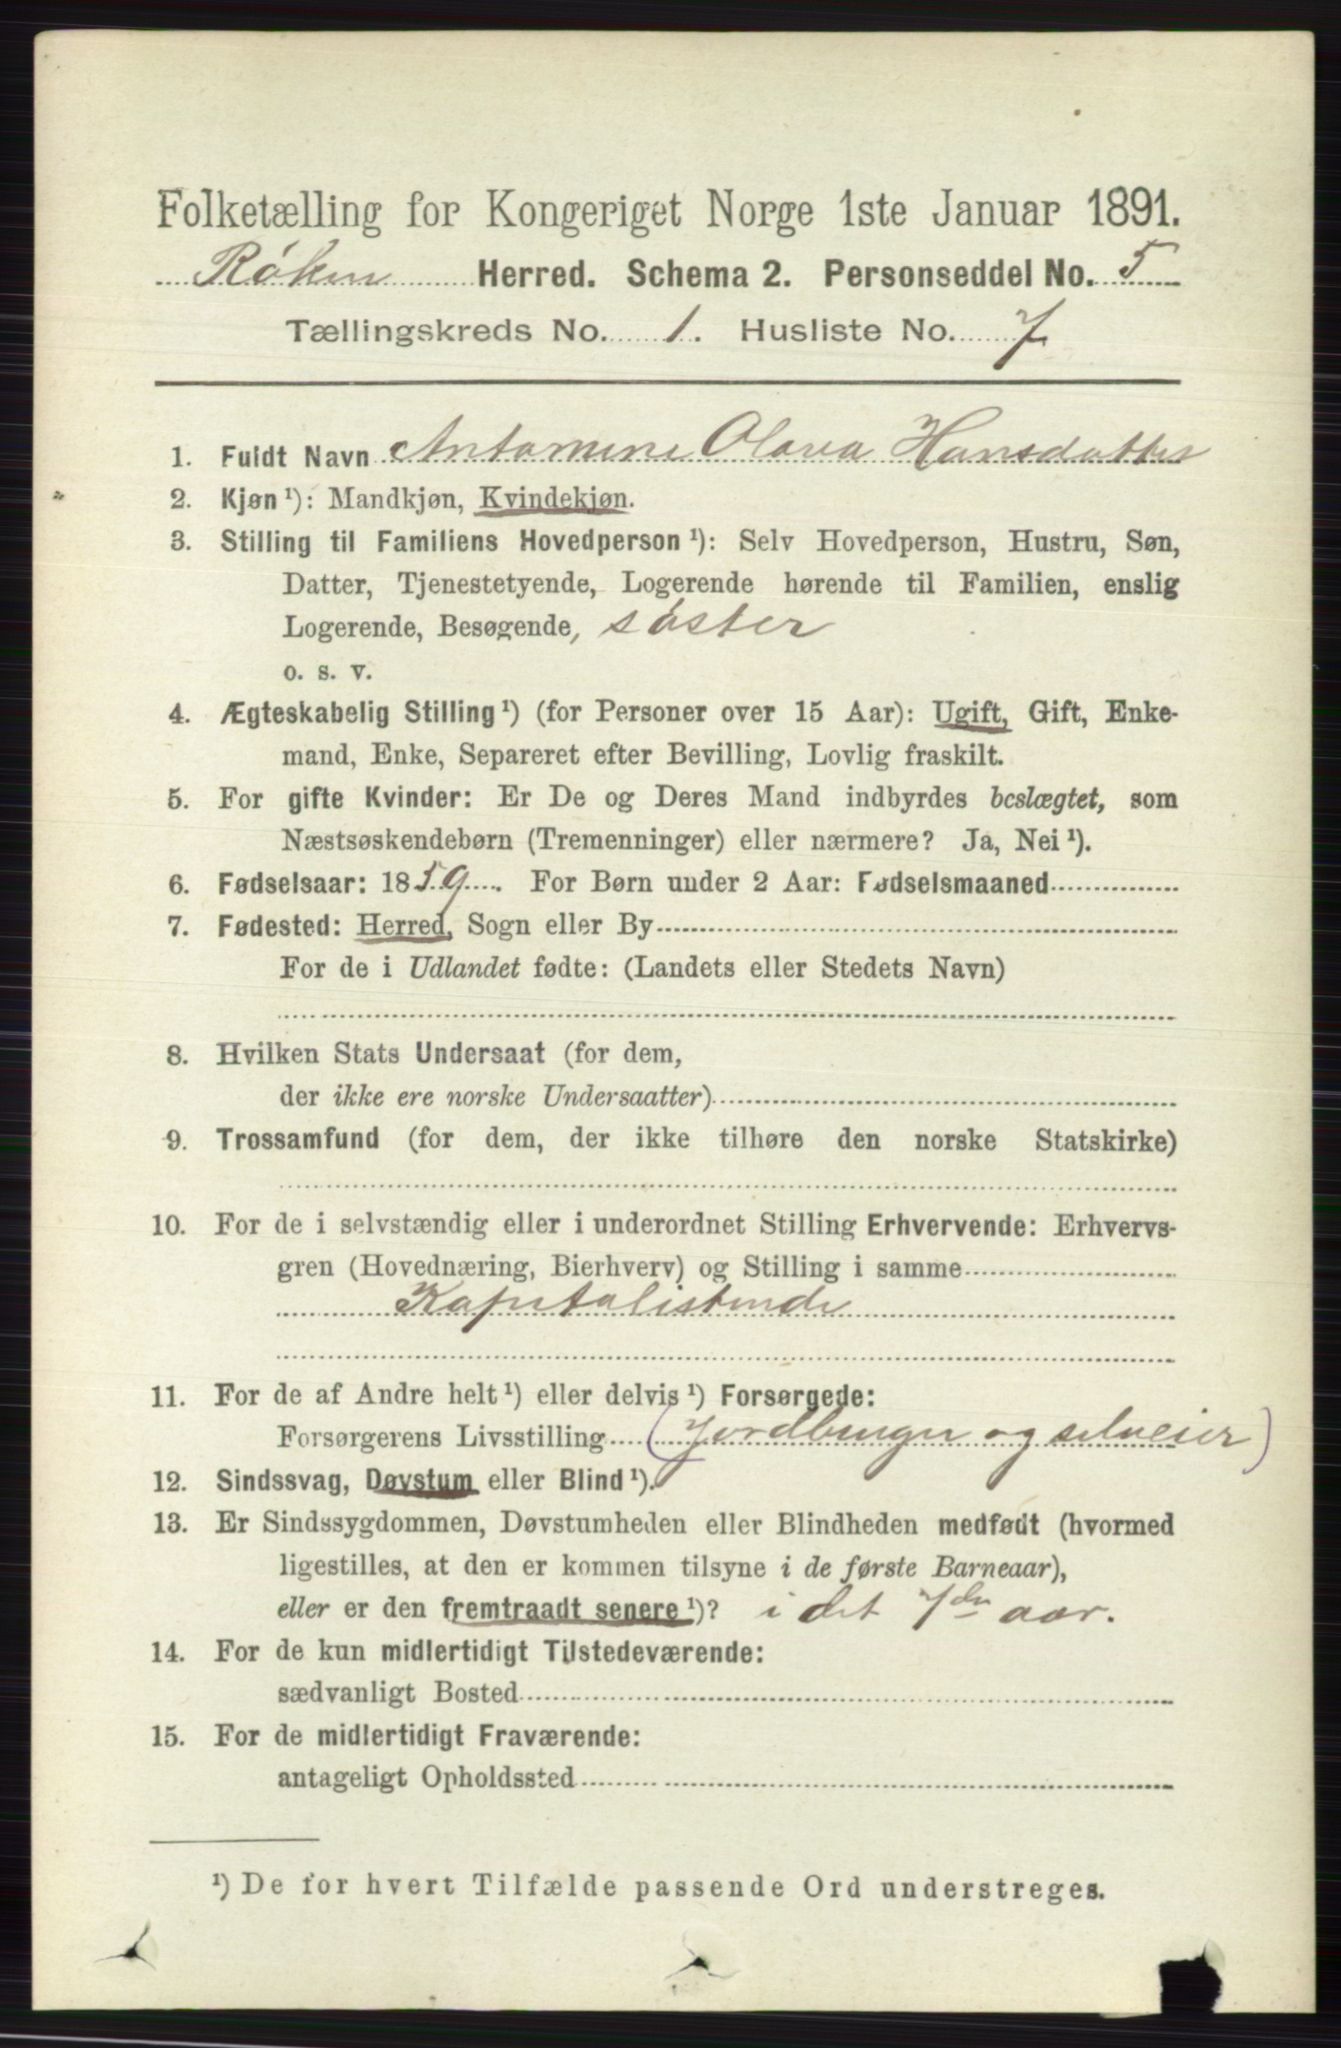 Folketælling for Kongeriget Norge 1ste Januar 1891.
Røken Herred. Schema 2. Personseddel No. 5
Tællingskreds No. 1. Husliste No. 7
1. Fuldt Navn Antomine Olava Hansdatter
2. Kjøn ¹): Mandkjøn, Kvindekjøn.
3. Stilling til Familiens Hovedperson ¹): Selv Hovedperson, Hustru, Søn,
Datter, Tjenestetyende, Logerende hørende til Familien, enslig
Logerende, Besøgende, søster
o. s. v.
4. Ægteskabelig Stilling ¹) (for Personer over 15 Aar): Ugift, Gift, Enke-
mand, Enke, Separeret efter Bevilling, Lovlig fraskilt.
5. For gifte Kvinder: Er De og Deres Mand indbyrdes beslægtet, som
Næstsøskendebørn (Tremenninger) eller nærmere? Ja, Nei ¹).
6. Fødselsaar: 1859. For Børn under 2 Aar: Fødselsmaaned
7. Fødested: Herred, Sogn eller By
For de i Udlandet fødte: (Landets eller Stedets Navn)
8. Hvilken Stats Undersaat (for dem,
der ikke ere norske Undersaatter)
9. Trossamfund (for dem, der ikke tilhøre den norske Statskirke)
10. For de i selvstændig eller i underordnet Stilling Erhvervende: Erhvervs-
gren (Hovednæring, Bierhverv) og Stilling i samme
Kapitalistinde
11. For de af Andre helt ¹) eller delvis ¹) Forsørgede:
Forsørgerens Livsstilling (Jordbruger og selveier)
12. Sindssvag, Døvstum eller Blind ¹).
13. Er Sindssygdommen, Døvstumheden eller Blindheden medfødt (hvormed
ligestilles, at den er kommen tilsyne i de første Barneaar),
eller er den fremtraadt senere ¹)? i det 7de aar.
14. For de kun midlertidigt Tilstedeværende:
sædvanligt Bosted
15. For de midlertidigt Fraværende:
antageligt Opholdssted
¹) De for hvert Tilfælde passende Ord understreges.